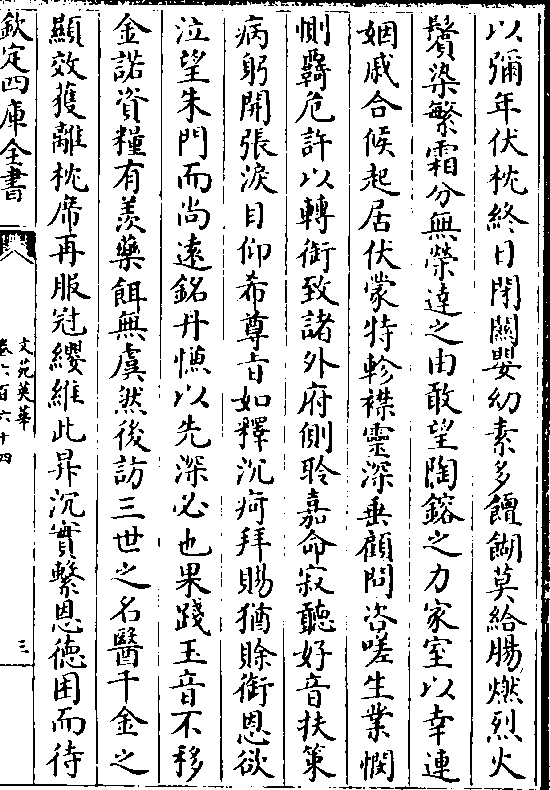 以彌年伏枕終日閉關嬰幼素多饘餬莫給腸燃烈火
鬢染繁霜分無榮達之由敢望陶鎔之力家室以幸連
姻戚合候起居伏蒙特軫襟靈深垂顧問咨嗟生業憫
惻羇危許以轉銜致諸外府側聆嘉命寂聽好音扶策
病躬開張淚目仰希尊旨如釋沉疴拜賜猶賒銜恩欲
泣望朱門而尚遠銘丹慊以先深必也果踐玉音不移
金諾資糧有羡藥餌無虞然後訪三世之名醫千金之
顯效獲離枕席再服冠纓維此昇沉實繫恩徳困而待
欽定四庫全書
文苑英華
卷六百六十四
三